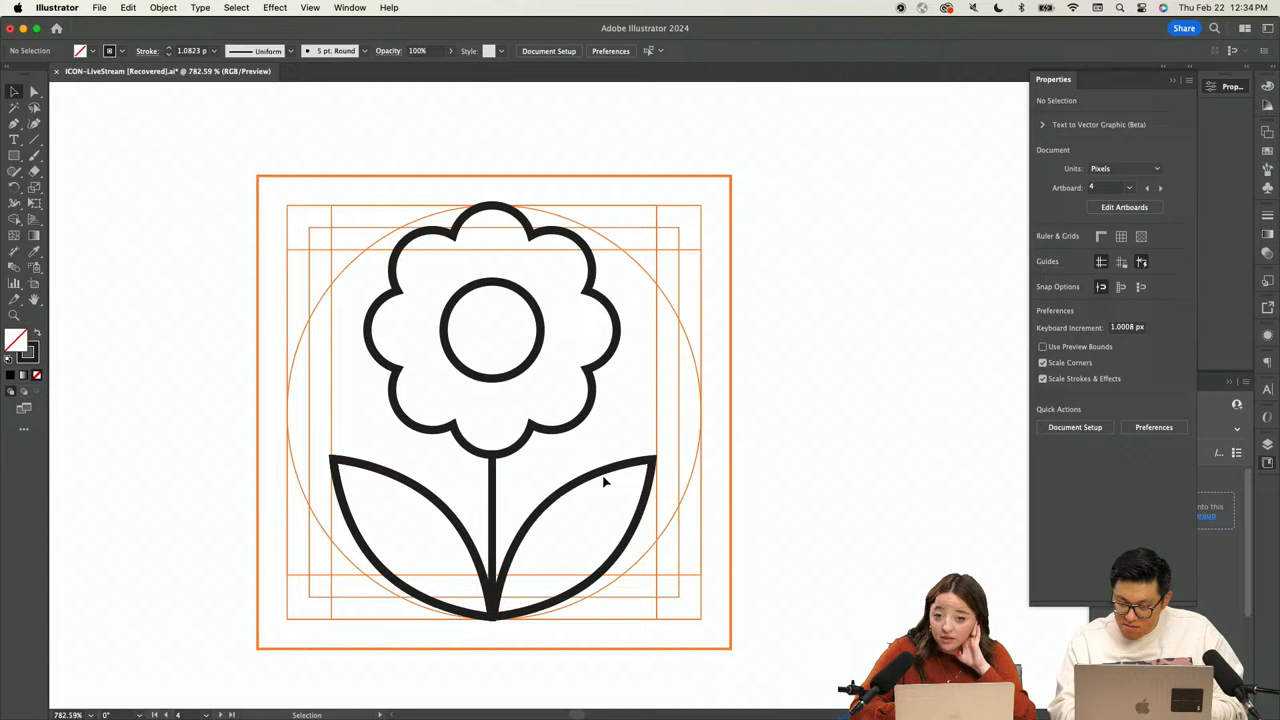 Illustrator File Edit Object Type Select Effect View Window Help Thu Feb 22 12:34 PM
Adobe Illustrator 2024
Share
No Selection Stroke: 1.0823 p Uniform 5 pt. Round Opacity: 100% Style: Document Setup Preferences
ICON-LiveStream [Recovered].ai* @ 782.59 % (RGB/Preview)
Properties
Prop...
No Selection
Text to Vector Graphic (Beta)
Document
Units: Pixels
Artboard: 4
Edit Artboards
Ruler & Grids
Guides
Snap Options
Preferences
Keyboard Increment: 1.0008 px
Use Preview Bounds
Scale Corners
Scale Strokes & Effects
Quick Actions
Document Setup Preferences
nto this
group
782.59% 0° 4 Selection